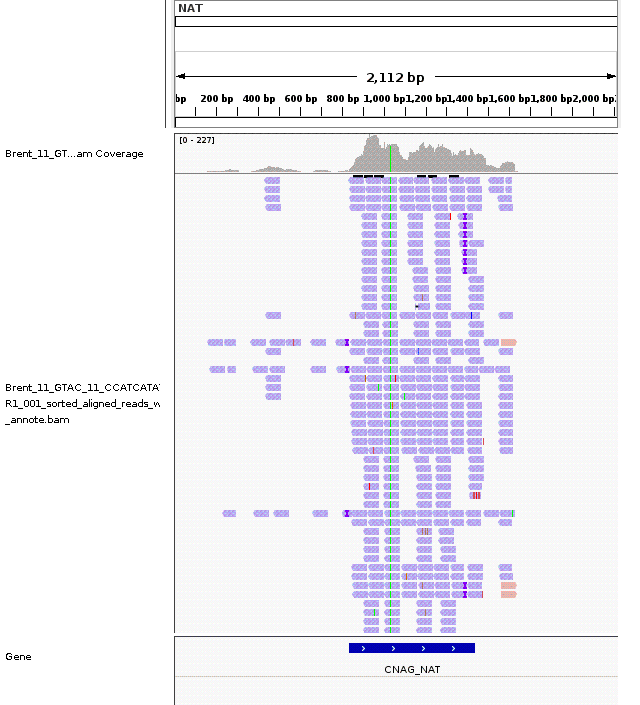 NAT
2,112 bp
bp 200 bp 400 bp 600 bp 800 bp 1,000 bp 1,200 bp 1,400 bp 1,600 bp 1,800 bp 2,000 bp
[0 - 227]
Brent_11_GT...am Coverage
Brent_11_GTAC_11_CCATCATA
R1_001_sorted_aligned_reads_w
_annote.bam
Gene
CNAG_NAT